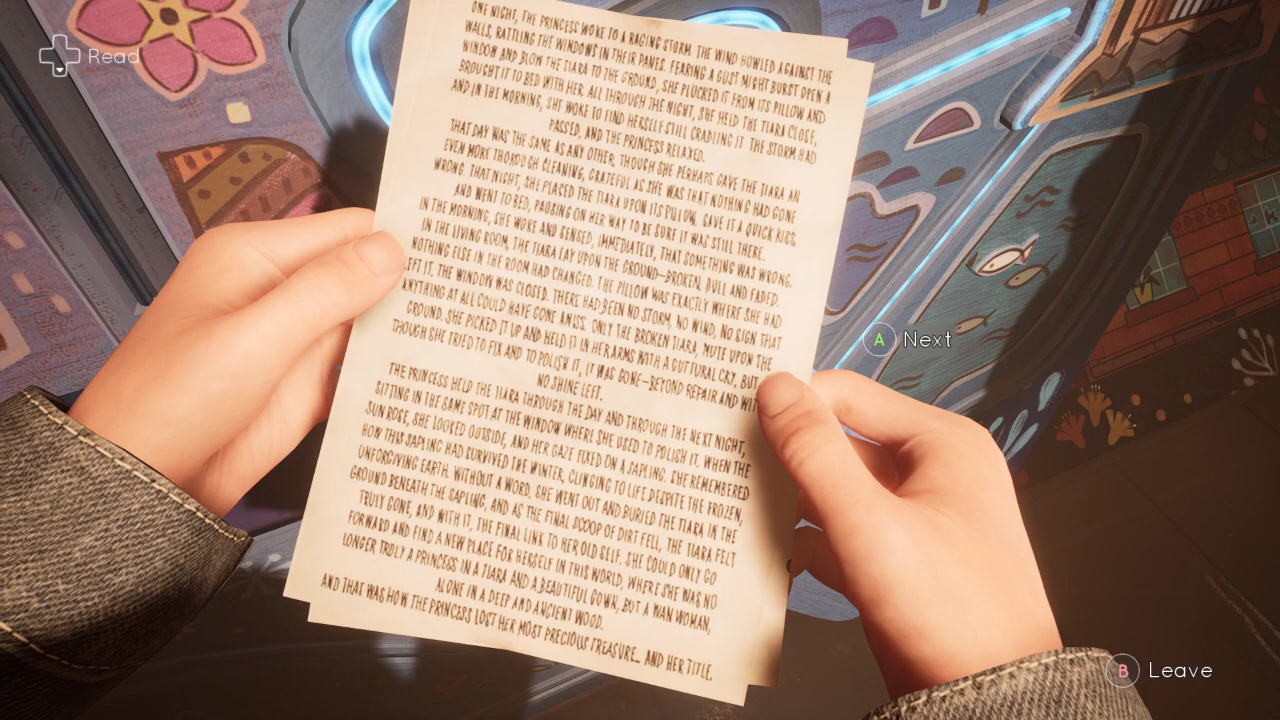 Read
ONE NIGHT, THE PRINCESS WOKE TO A RAGING STORM. THE WIND HOWLED AGAINST THE
WALLS, RATTLING THE WINDOWS IN THEIR PANES. FEARING A GUST MIGHT BURST OPEN A
WINDOW AND BLOW THE TIARA TO THE GROUND, SHE PLUCKED IT FROM ITS PILLOW AND
BROUGHT IT TO BED WITH HER. ALL THROUGH THE NIGHT, SHE HELD THE TIARA CLOSE,
AND IN THE MORNING, SHE WOKE TO FIND HERSELF STILL CRADLING IT. THE STORM HAD
PASSED, AND THE PRINCESS RELAXED.
THAT DAY WAS THE SAME AS ANY OTHER, THOUGH SHE PERHAPS GAVE THE TIARA AN
EVEN MORE THOROUGH CLEANING, GRATEFUL AS SHE WAS THAT NOTHING HAD GONE
WRONG. THAT NIGHT, SHE PLACED THE TIARA UPON ITS PILLOW, GAVE IT A QUICK KISS,
AND WENT TO BED, PAUSING ON HER WAY TO BE SURE IT WAS STILL THERE.
IN THE MORNING, SHE WOKE AND SENSED, IMMEDIATELY, THAT SOMETHING WAS WRONG.
IN THE LIVING ROOM, THE TIARA LAY UPON THE GROUND—BROKEN, DULL AND FADED.
NOTHING ELSE IN THE ROOM HAD CHANGED. THE PILLOW WAS EXACTLY WHERE SHE HAD
LEFT IT. THE WINDOW WAS CLOSED. THERE HAD BEEN NO STORM, NO WIND, NO SIGN THAT
ANYTHING AT ALL COULD HAVE GONE AMISS. ONLY THE BROKEN TIARA, MUTE UPON THE
GROUND. SHE PICKED IT UP AND HELD IT IN HER ARMS WITH A GUTTURAL CRY, BUT
THOUGH SHE TRIED TO FIX AND TO POLISH IT, IT WAS GONE—BEYOND REPAIR AND WIT
NO SHINE LEFT.
THE PRINCESS HELD THE TIARA THROUGH THE DAY AND THROUGH THE NEXT NIGHT,
SITTING IN THE SAME SPOT AT THE WINDOW WHERE SHE USED TO POLISH IT. WHEN THE
SUN ROSE, SHE LOOKED OUTSIDE, AND HER GAZE FIXED ON A SAPLING. SHE REMEMBERED
HOW THIS SAPLING HAD SURVIVED THE WINTER, CLINGING TO LIFE DESPITE THE FROZEN,
UNFORGIVING EARTH. WITHOUT A WORD, SHE WENT OUT AND BURIED THE TIARA IN THE
GROUND BENEATH THE SAPLING, AND AS THE FINAL SCOOP OF DIRT FELL, THE TIARA FELT
TRULY GONE, AND WITH IT, THE FINAL LINK TO HER OLD SELF. SHE COULD ONLY GO
FORWARD AND FIND A NEW PLACE FOR HERSELF IN THIS WORLD, WHERE SHE WAS NO
LONGER TRULY A PRINCESS IN A TIARA AND A BEAUTIFUL GOWN, BUT A WAN WOMAN,
ALONE IN A DEEP AND ANCIENT WOOD.
AND THAT WAS HOW THE PRINCESS LOST HER MOST PRECIOUS TREASURE... AND HER TITLE.
A Next
B Leave